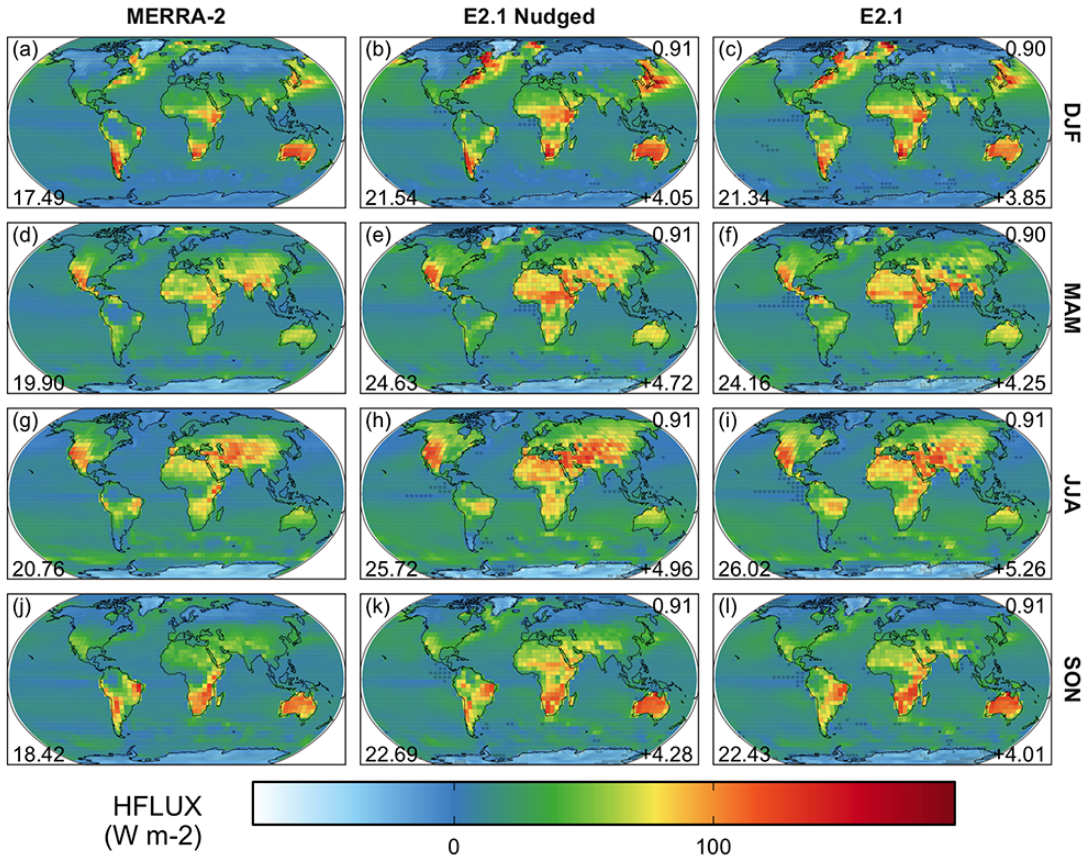 MERRA-2 E2.1 Nudged E2.1
(a) (b) 0.91 (c) 0.90
DJF
17.49 21.54 +4.05 21.34 +3.85
(d) (e) 0.91 (f) 0.90
MAM
19.90 24.63 +4.72 24.16 +4.25
(g) (h) 0.91 (i) 0.91
JJA
20.76 25.72 +4.96 26.02 +5.26
(j) (k) 0.91 (l) 0.91
SON
18.42 22.69 +4.28 22.43 +4.01
HFLUX
(W m-2)
0 100